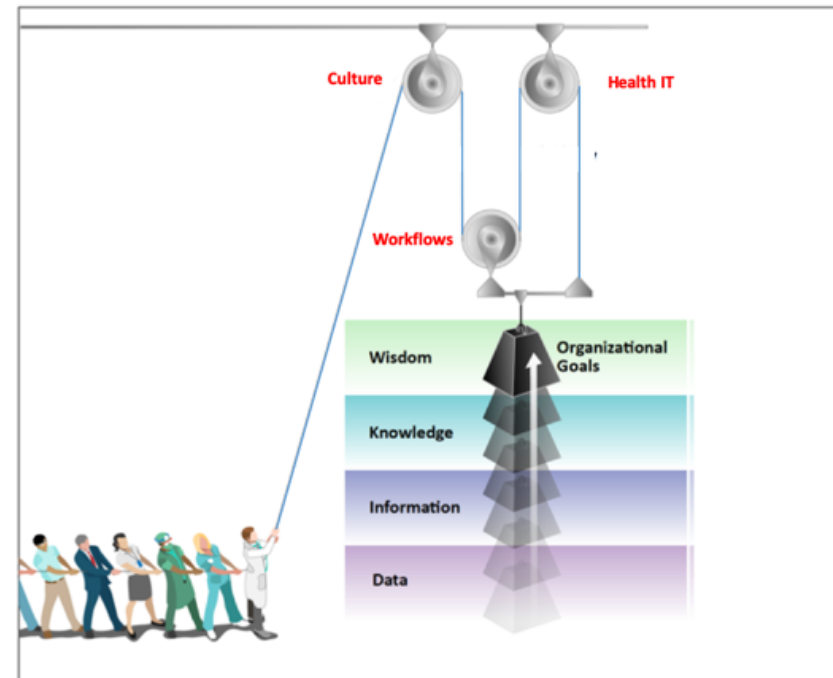 Culture
Health IT
Workflows
Wisdom
Organizational
Goals
Knowledge
Information
Data